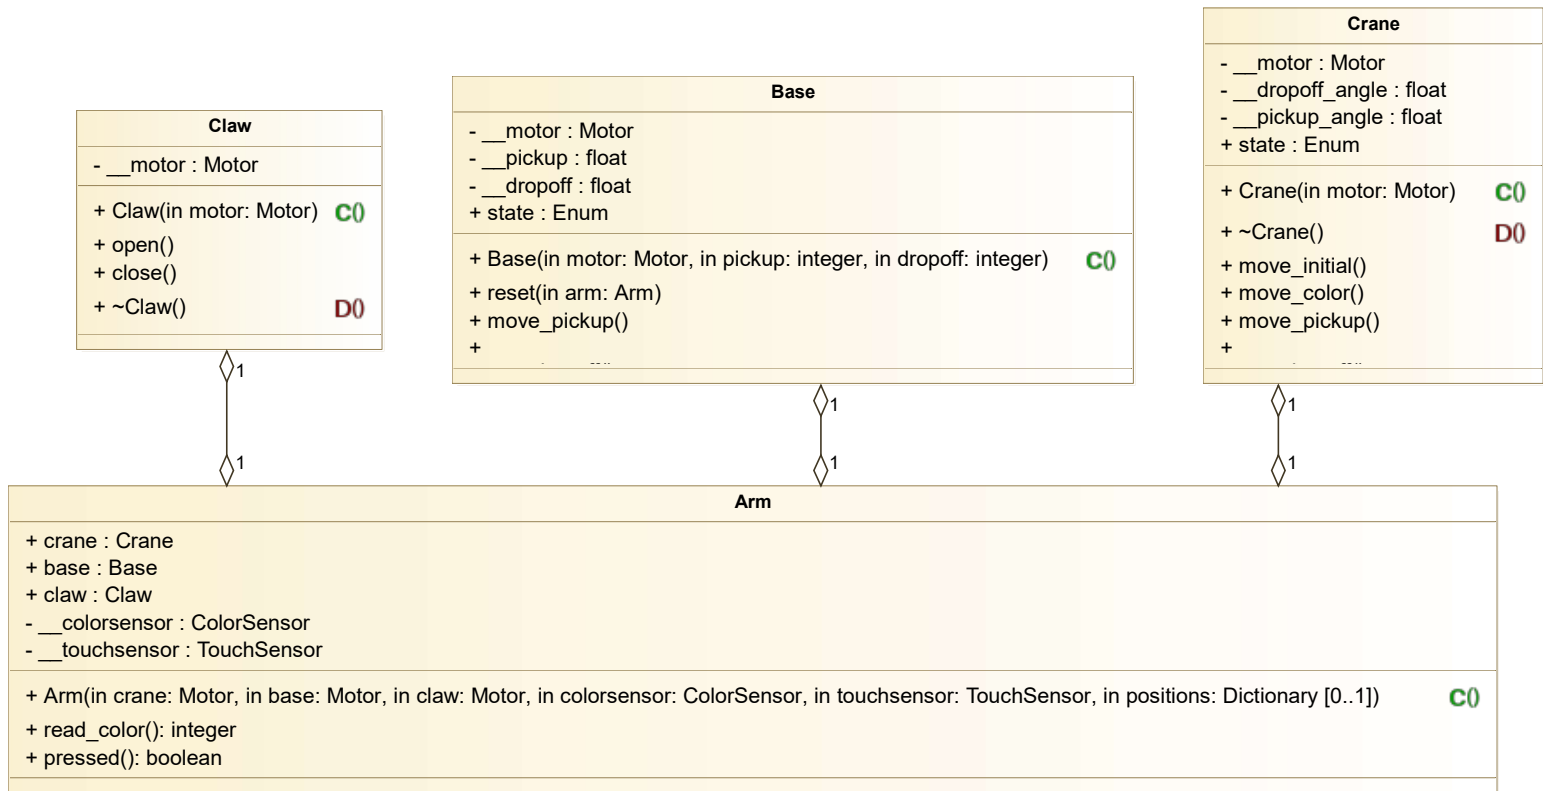 Claw
- __motor : Motor
+ Claw(in motor: Motor) C()
+ open()
+ close()
+ ~Claw() D()
Base
- __motor : Motor
- __pickup : float
- __dropoff : float
+ state : Enum
+ Base(in motor: Motor, in pickup: integer, in dropoff: integer) C()
+ reset(in arm: Arm)
+ move_pickup()
+
Crane
- __motor : Motor
- __dropoff_angle : float
- __pickup_angle : float
+ state : Enum
+ Crane(in motor: Motor) C()
+ ~Crane() D()
+ move_initial()
+ move_color()
+ move_pickup()
+
1
1
1
1
1
1
Arm
+ crane : Crane
+ base : Base
+ claw : Claw
- __colorsensor : ColorSensor
- __touchsensor : TouchSensor
+ Arm(in crane: Motor, in base: Motor, in claw: Motor, in colorsensor: ColorSensor, in touchsensor: TouchSensor, in positions: Dictionary [0..1]) C()
+ read_color(): integer
+ pressed(): boolean